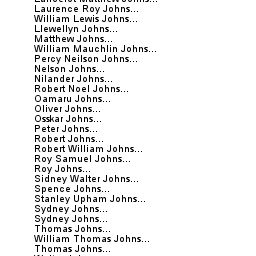 Laurence Roy Johns...
William Lewis Johns...
Llewellyn Johns...
Matthew Johns...
William Mauchlin Johns...
Percy Neilson Johns...
Nelson Johns...
Nilander Johns...
Robert Noel Johns...
Oamaru Johns...
Oliver Johns...
Osskar Johns...
Peter Johns...
Robert Johns...
Robert William Johns...
Roy Samuel Johns...
Roy Johns...
Sidney Walter Johns...
Spence Johns...
Stanley Upham Johns...
Sydney Johns...
Sydney Johns...
Thomas Johns...
William Thomas Johns...
Thomas Johns...